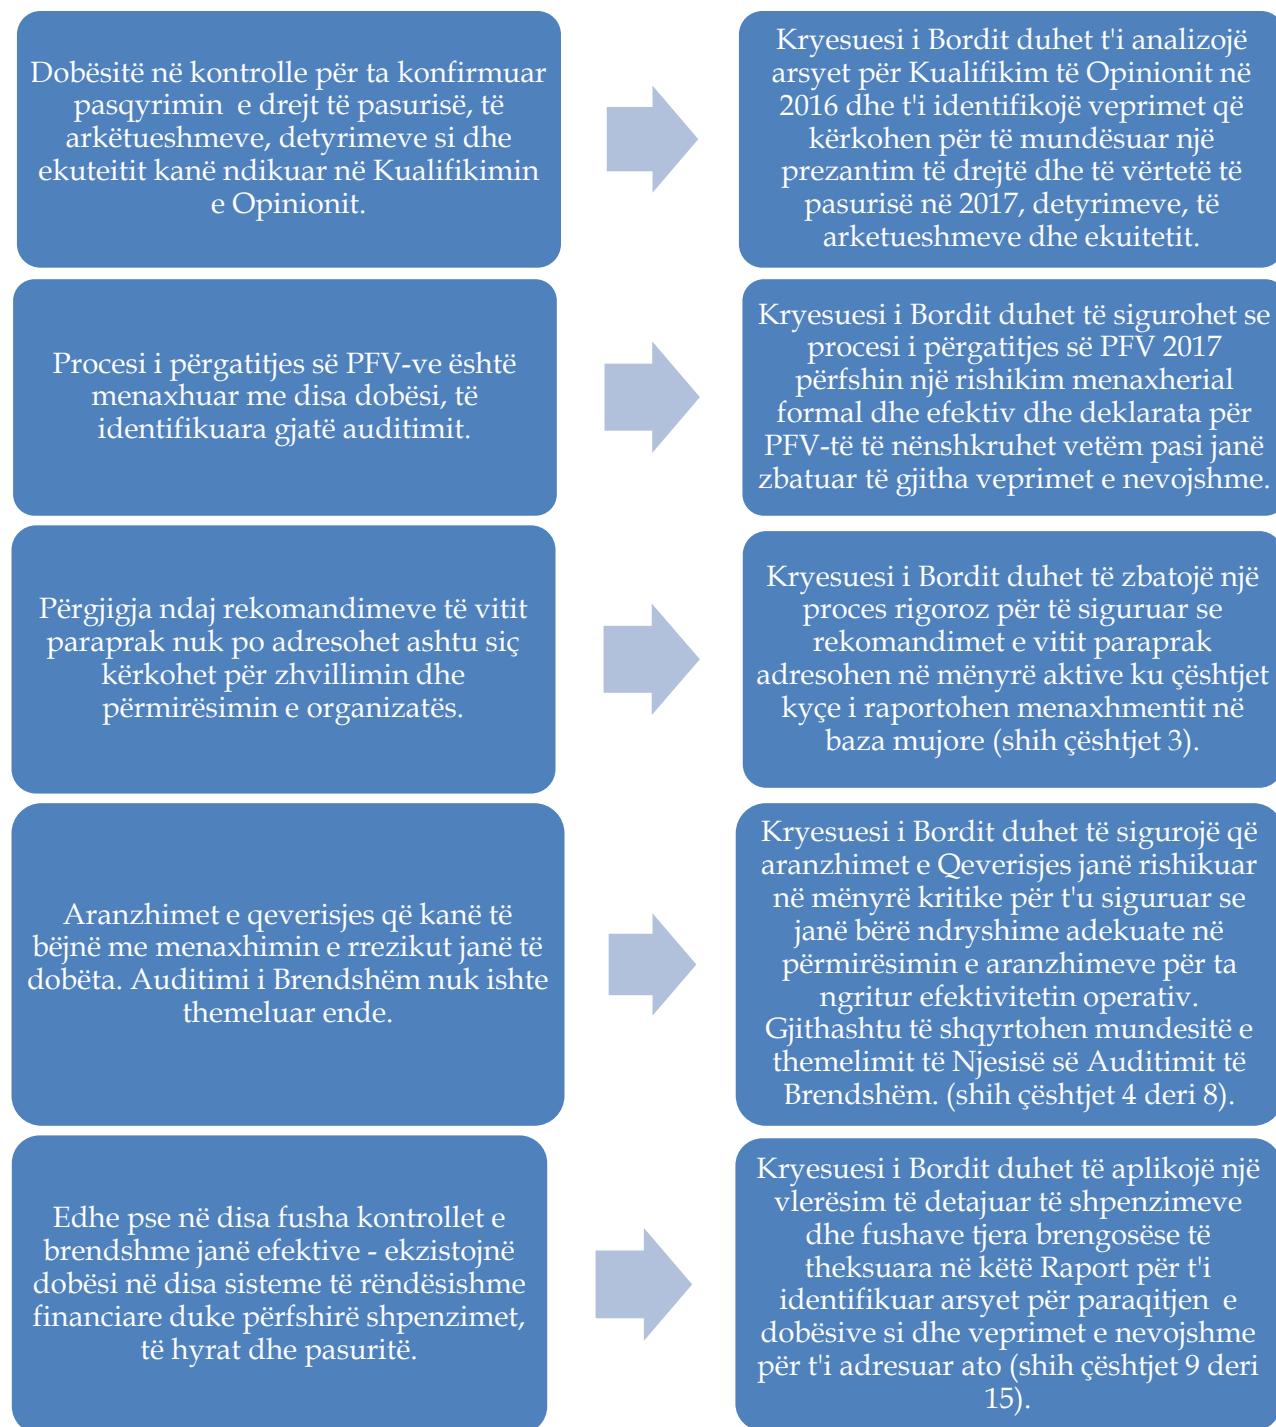 Dobësitë në kontrolle për ta konfirmuar
pasqyrimin  e drejt të pasurisë, të
arkëtueshmeve, detyrimeve si dhe
ekuteitit kanë ndikuar në Kualifikimin
e Opinionit.
Kryesuesi i Bordit duhet t'i analizojë
arsyet për Kualifikim të Opinionit në
2016 dhe t'i identifikojë veprimet që
kërkohen për të mundësuar një
prezantim të drejtë dhe të vërtetë të
pasurisë në 2017, detyrimeve, të
arketueshmeve dhe ekuitetit.
Procesi i përgatitjes së PFV-ve është
menaxhuar me disa dobësi, të
identifikuara gjatë auditimit.
Kryesuesi i Bordit duhet të sigurohet se
procesi i përgatitjes së PFV 2017
përfshin një rishikim menaxherial
formal dhe efektiv dhe deklarata për
PFV-të të nënshkruhet vetëm pasi janë
zbatuar të gjitha veprimet e nevojshme.
Përgjigja ndaj rekomandimeve të vitit
paraprak nuk po adresohet ashtu siç
kërkohet për zhvillimin dhe
përmirësimin e organizatës.
Kryesuesi i Bordit duhet të zbatojë një
proces rigoroz për të siguruar se
rekomandimet e vitit paraprak
adresohen në mënyrë aktive ku çështjet
kyçe i raportohen menaxhmentit në
baza mujore (shih çështjet 3).
Aranzhimet e qeverisjes që kanë të
bëjnë me menaxhimin e rrezikut janë të
dobëta. Auditimi i Brendshëm nuk ishte
themeluar ende.
Kryesuesi i Bordit duhet të sigurojë që
aranzhimet e Qeverisjes janë rishikuar
në mënyrë kritike për t'u siguruar se
janë bërë ndryshime adekuate në
përmirësimin e aranzhimeve për ta
ngritur efektivitetin operativ.
Gjithashtu të shqyrtohen mundesitë e
themelimit të Njesisë së Auditimit të
Brendshëm. (shih çështjet 4 deri 8).
Edhe pse në disa fusha kontrollet e
brendshme janë efektive - ekzistojnë
dobësi në disa sisteme të rëndësishme
financiare duke përfshirë shpenzimet,
të hyrat dhe pasuritë.
Kryesuesi i Bordit duhet të aplikojë një
vlerësim të detajuar të shpenzimeve
dhe fushave tjera brengosëse të
theksuara në këtë Raport për t'i
identifikuar arsyet për paraqitjen  e
dobësive si dhe veprimet e nevojshme
për t'i adresuar ato (shih çështjet 9 deri
15).